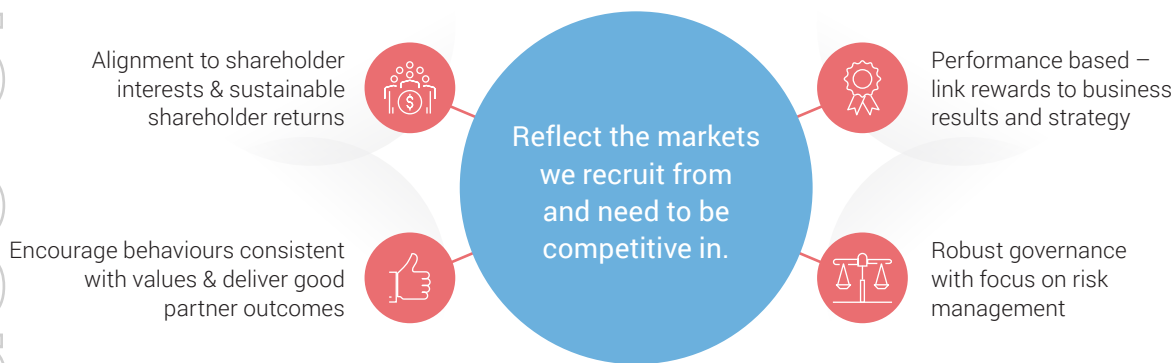 Alignment to shareholder
interests & sustainable
shareholder returns
$
Encourage behaviours consistent
with values & deliver good
partner outcomes
Reflect the markets
we recruit from
and need to be
competitive in.
Performance based –
link rewards to business
results and strategy
Robust governance
with focus on risk
management